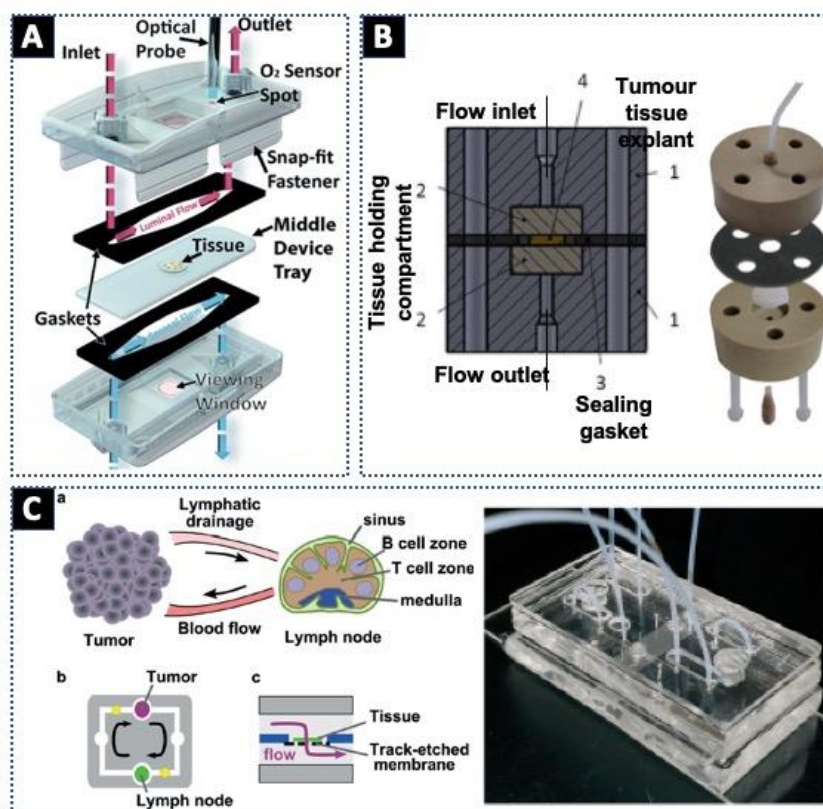 A
Inlet
Optical
Probe
Outlet
O₂ Sensor
Spot
Snap-fit
Fastener
Luminal Flow
Middle
Device
Tray
Tissue
Gaskets
Serosal Flow
Viewing
Window
B
Flow inlet
4
Tumour
tissue
explant
Tissue holding
compartment
2
1
2
1
Flow outlet
3
Sealing
gasket
C
a
Lymphatic
drainage
sinus
B cell zone
T cell zone
medulla
Tumor
Blood flow
Lymph node
b
Tumor
Lymph node
c
Tissue
Track-etched
membrane
flow